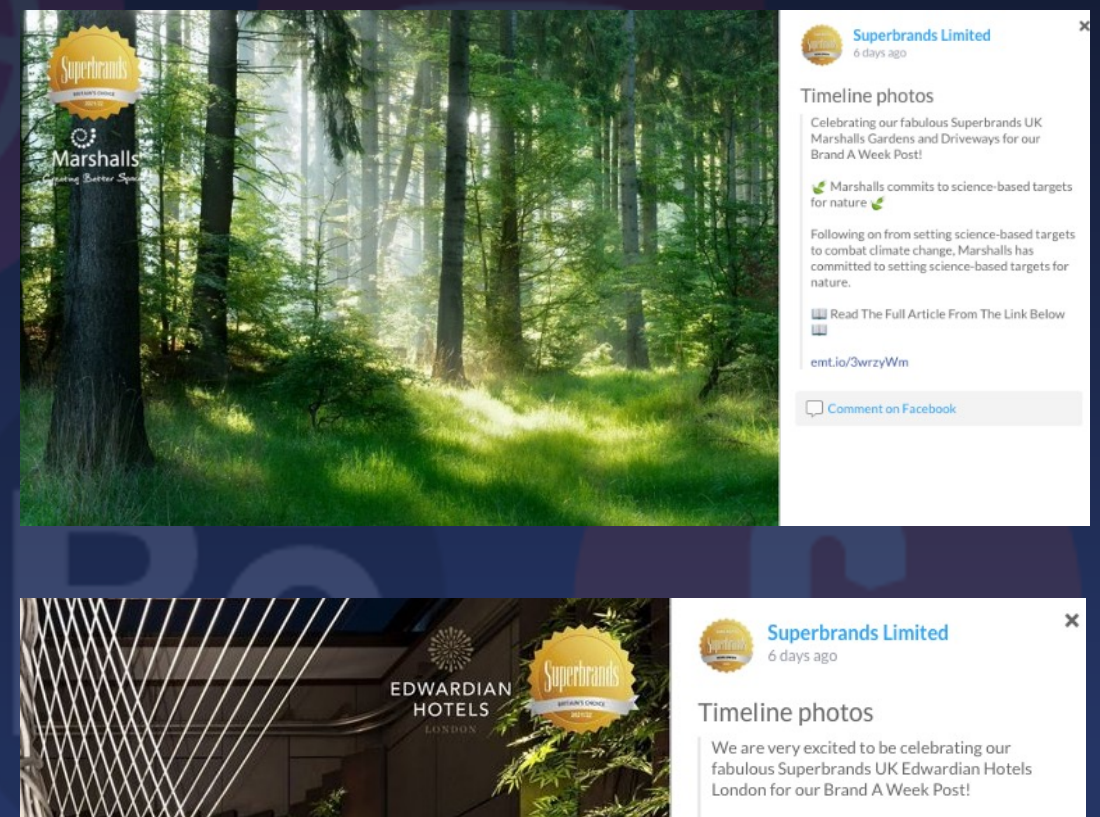 Superbrands
BRITAIN'S CHOICE
2021/22
Marshalls
Creating Better Spaces
Superbrands Limited
6 days ago
Timeline photos
Celebrating our fabulous Superbrands UK
Marshalls Gardens and Driveways for our
Brand A Week Post!
🌿 Marshalls commits to science-based targets
for nature 🌿
Following on from setting science-based targets
to combat climate change, Marshalls has
committed to setting science-based targets for
nature.
📖 Read The Full Article From The Link Below
📖
emt.io/3wrzyWm
Comment on Facebook
EDWARDIAN
HOTELS
LONDON
Superbrands
BRITAIN'S CHOICE
2021/22
Superbrands Limited
6 days ago
Timeline photos
We are very excited to be celebrating our
fabulous Superbrands UK Edwardian Hotels
London for our Brand A Week Post!